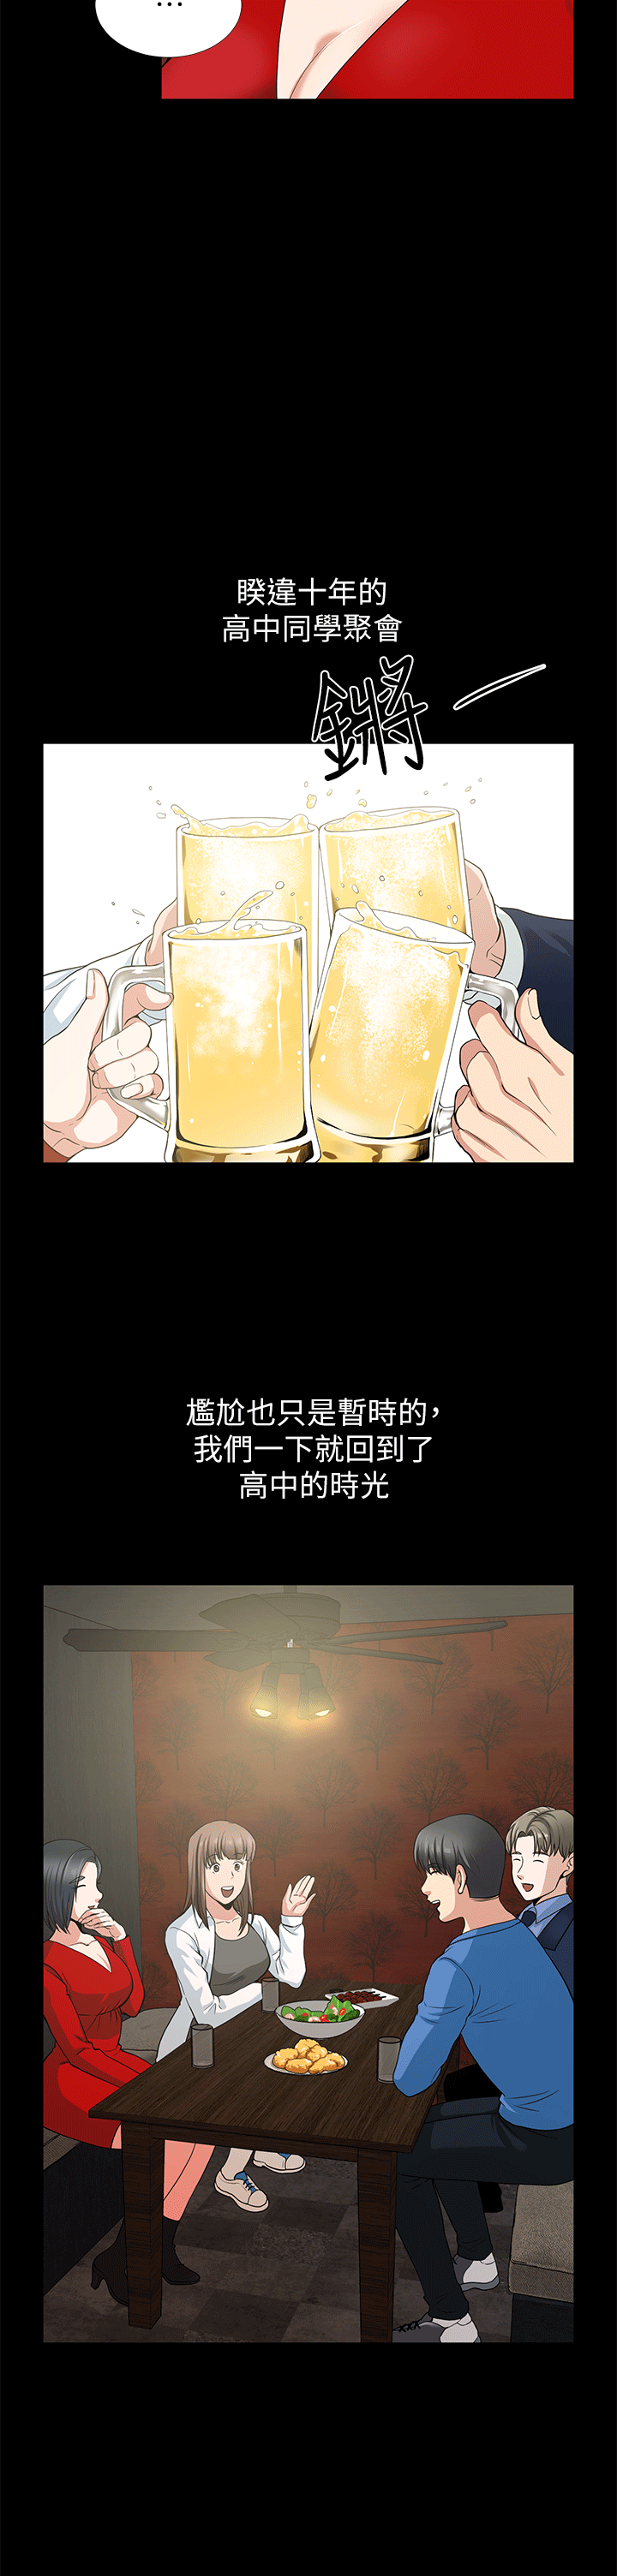 ...
睽違十年的
高中同學聚會
鏘
尷尬也只是暫時的，
我們一下就回到了
高中的時光